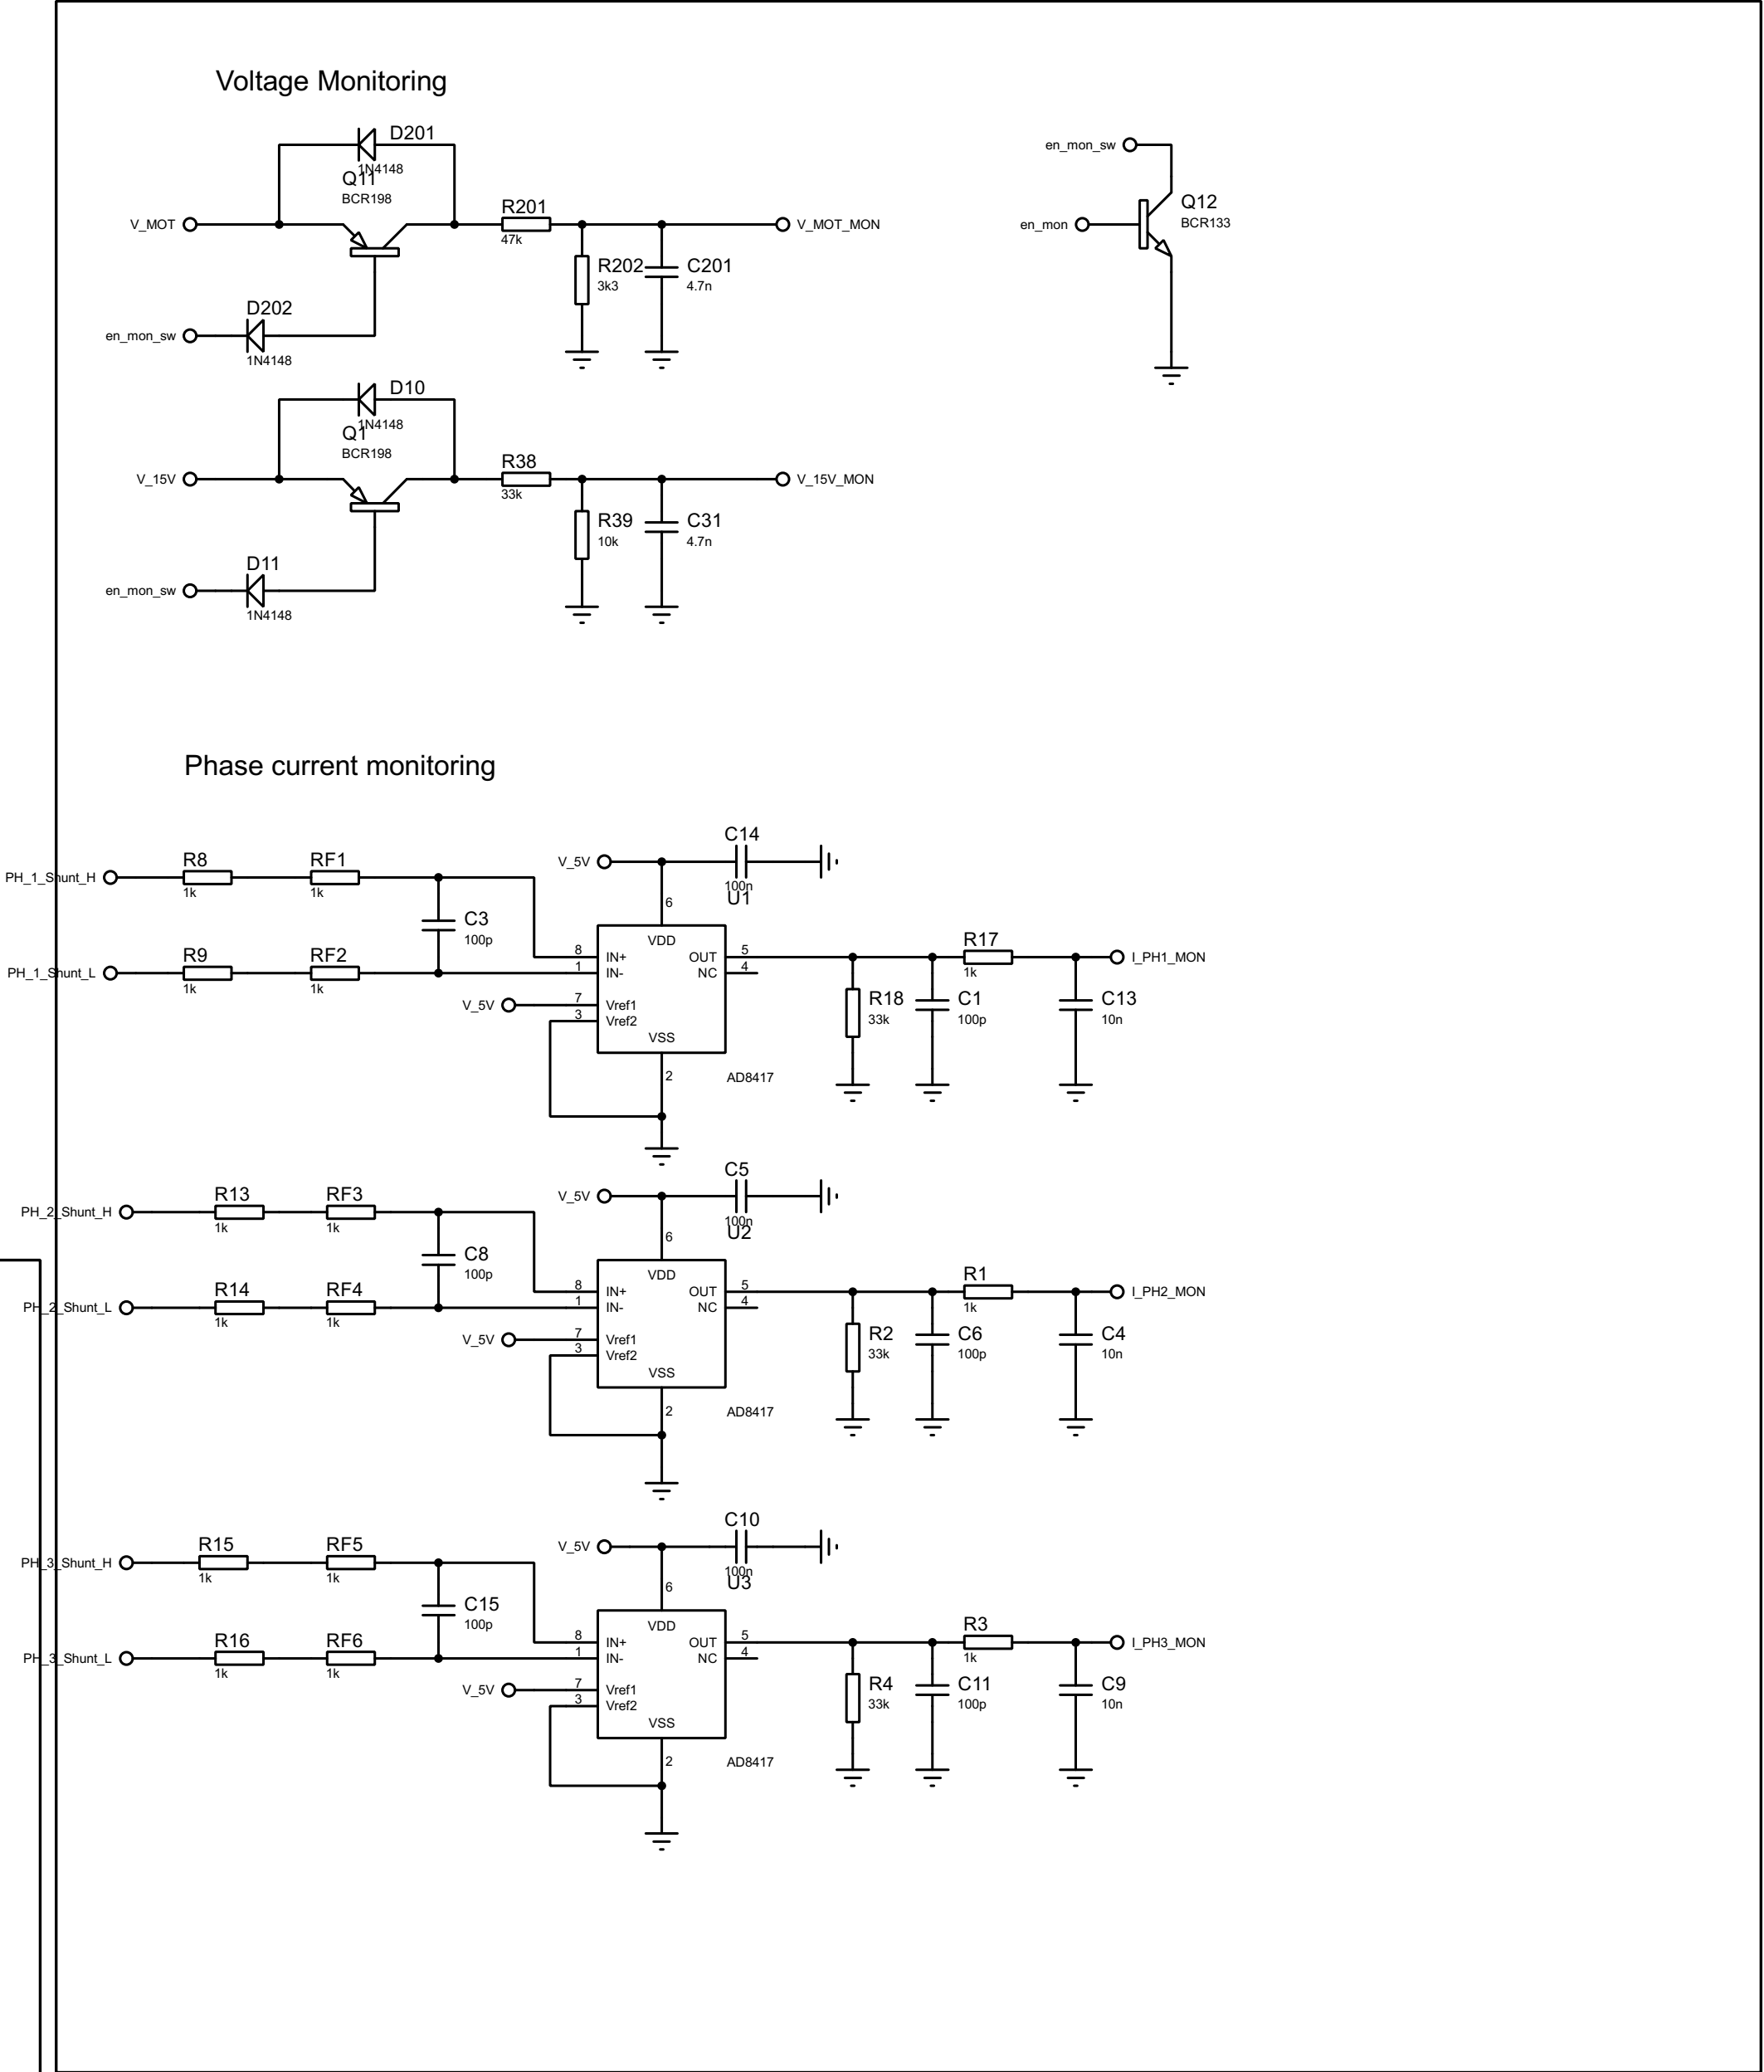 Voltage Monitoring
D201
1N4148
Q11
BCR198
V_MOT
R201
47k
V_MOT_MON
R202
3k3
C201
4.7n
D202
en_mon_sw
1N4148
en_mon_sw
Q12
BCR133
en_mon
D10
1N4148
Q1
BCR198
V_15V
R38
33k
V_15V_MON
R39
10k
C31
4.7n
D11
en_mon_sw
1N4148
Phase current monitoring
PH_1_Shunt_H
R8
1k
RF1
1k
C3
100p
PH_1_Shunt_L
R9
1k
RF2
1k
V_5V
C14
100n
U1
6
VDD
8
IN+
1
IN-
V_5V
7
Vref1
3
Vref2
VSS
2
OUT
5
NC
4
AD8417
R17
1k
I_PH1_MON
R18
33k
C1
100p
C13
10n
PH_2_Shunt_H
R13
1k
RF3
1k
C8
100p
PH_2_Shunt_L
R14
1k
RF4
1k
V_5V
C5
100n
U2
6
VDD
8
IN+
1
IN-
V_5V
7
Vref1
3
Vref2
VSS
2
OUT
5
NC
4
AD8417
R1
1k
I_PH2_MON
R2
33k
C6
100p
C4
10n
PH_3_Shunt_H
R15
1k
RF5
1k
C15
100p
PH_3_Shunt_L
R16
1k
RF6
1k
V_5V
C10
100n
U3
6
VDD
8
IN+
1
IN-
V_5V
7
Vref1
3
Vref2
VSS
2
OUT
5
NC
4
AD8417
R3
1k
I_PH3_MON
R4
33k
C11
100p
C9
10n